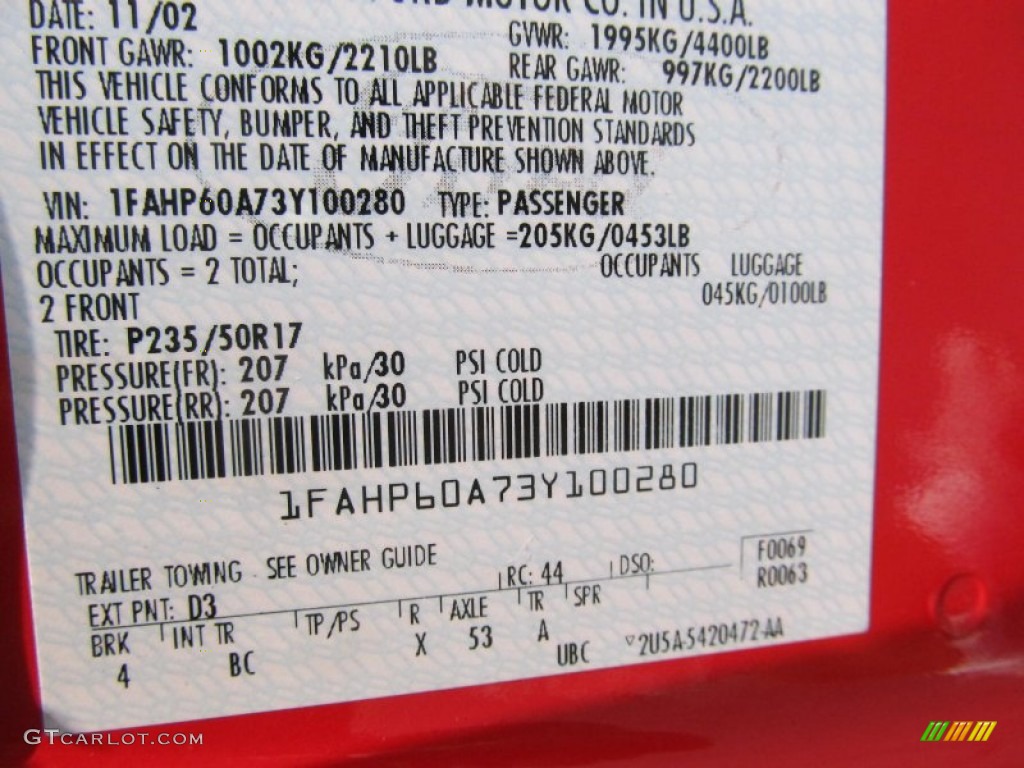 MOTOR CO. IN U.S.A.
DATE: 11/02 GVWR: 1995KG/4400LB
FRONT GAWR: 1002KG/2210LB REAR GAWR: 997KG/2200LB
THIS VEHICLE CONFORMS TO ALL APPLICABLE FEDERAL MOTOR
VEHICLE SAFETY, BUMPER, AND THEFT PREVENTION STANDARDS
IN EFFECT ON THE DATE OF MANUFACTURE SHOWN ABOVE.
VIN: 1FAHP60A73Y100280 TYPE: PASSENGER
MAXIMUM LOAD = OCCUPANTS + LUGGAGE =205KG/0453LB
OCCUPANTS = 2 TOTAL; OCCUPANTS LUGGAGE
2 FRONT 045KG/0100LB
TIRE: P235/50R17
PRESSURE(FR): 207 kPa/30 PSI COLD
PRESSURE(RR): 207 kPa/30 PSI COLD
1FAHP60A73Y100280
TRAILER TOWING - SEE OWNER GUIDE
EXT PNT: D3 RC: 44 DSO: F0069
R0063
BRK INT TR TP/PS R AXLE TR SPR
4 BC X 53 A UBC 2U5A-5420472-AA
GTCARLOT.COM